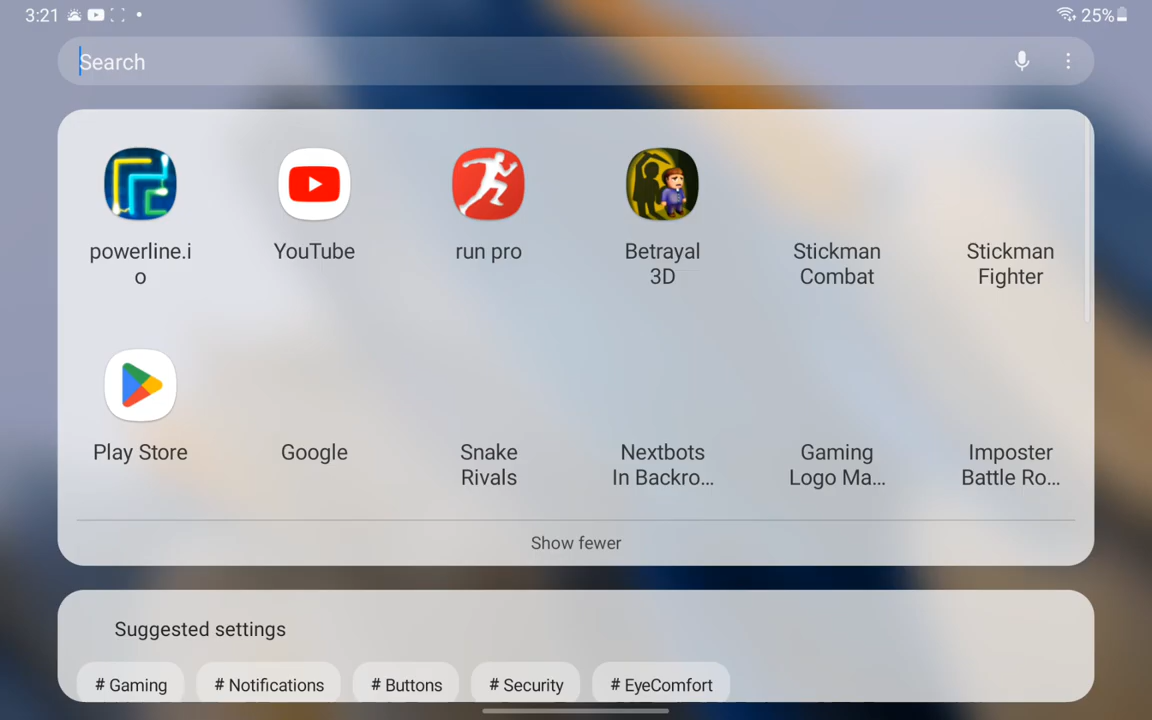 3:21
25%
Search
powerline.i
o
YouTube
run pro
Betrayal
3D
Stickman
Combat
Stickman
Fighter
Play Store
Google
Snake
Rivals
Nextbots
In Backro...
Gaming
Logo Ma...
Imposter
Battle Ro...
Show fewer
Suggested settings
# Gaming
# Notifications
# Buttons
# Security
# EyeComfort